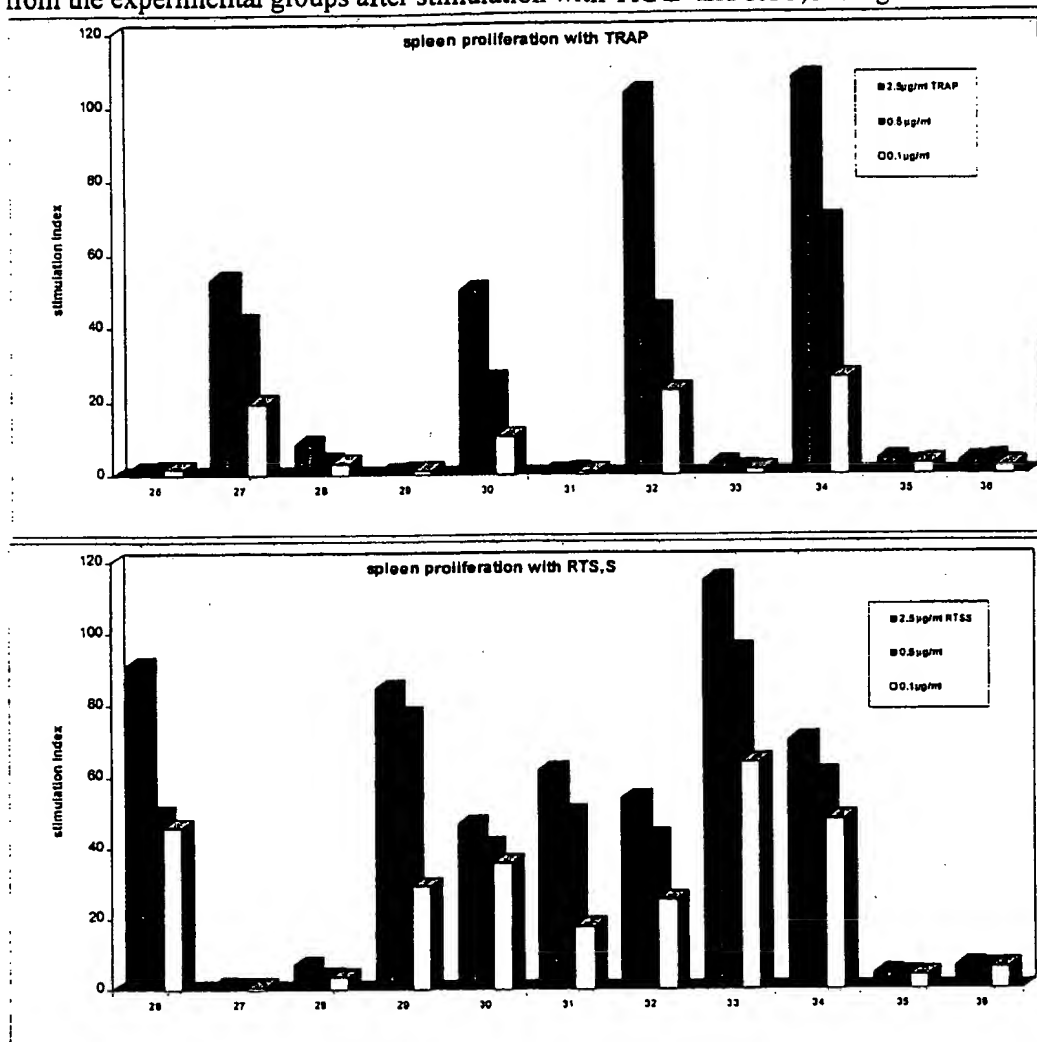 from the experimental groups after stimulation with
spleen proliferation with TRAP
120
100
80
60
40
20
0
stimulation index
2.5µg/ml TRAP
0.5µg/ml
0.1µg/ml
26 27 28 29 30 31 32 33 34 35 36
spleen proliferation with RTS,S
120
100
80
60
40
20
0
stimulation index
2.5µg/ml RTSS
0.5µg/ml
0.1µg/ml
26 27 28 29 30 31 32 33 34 35 36